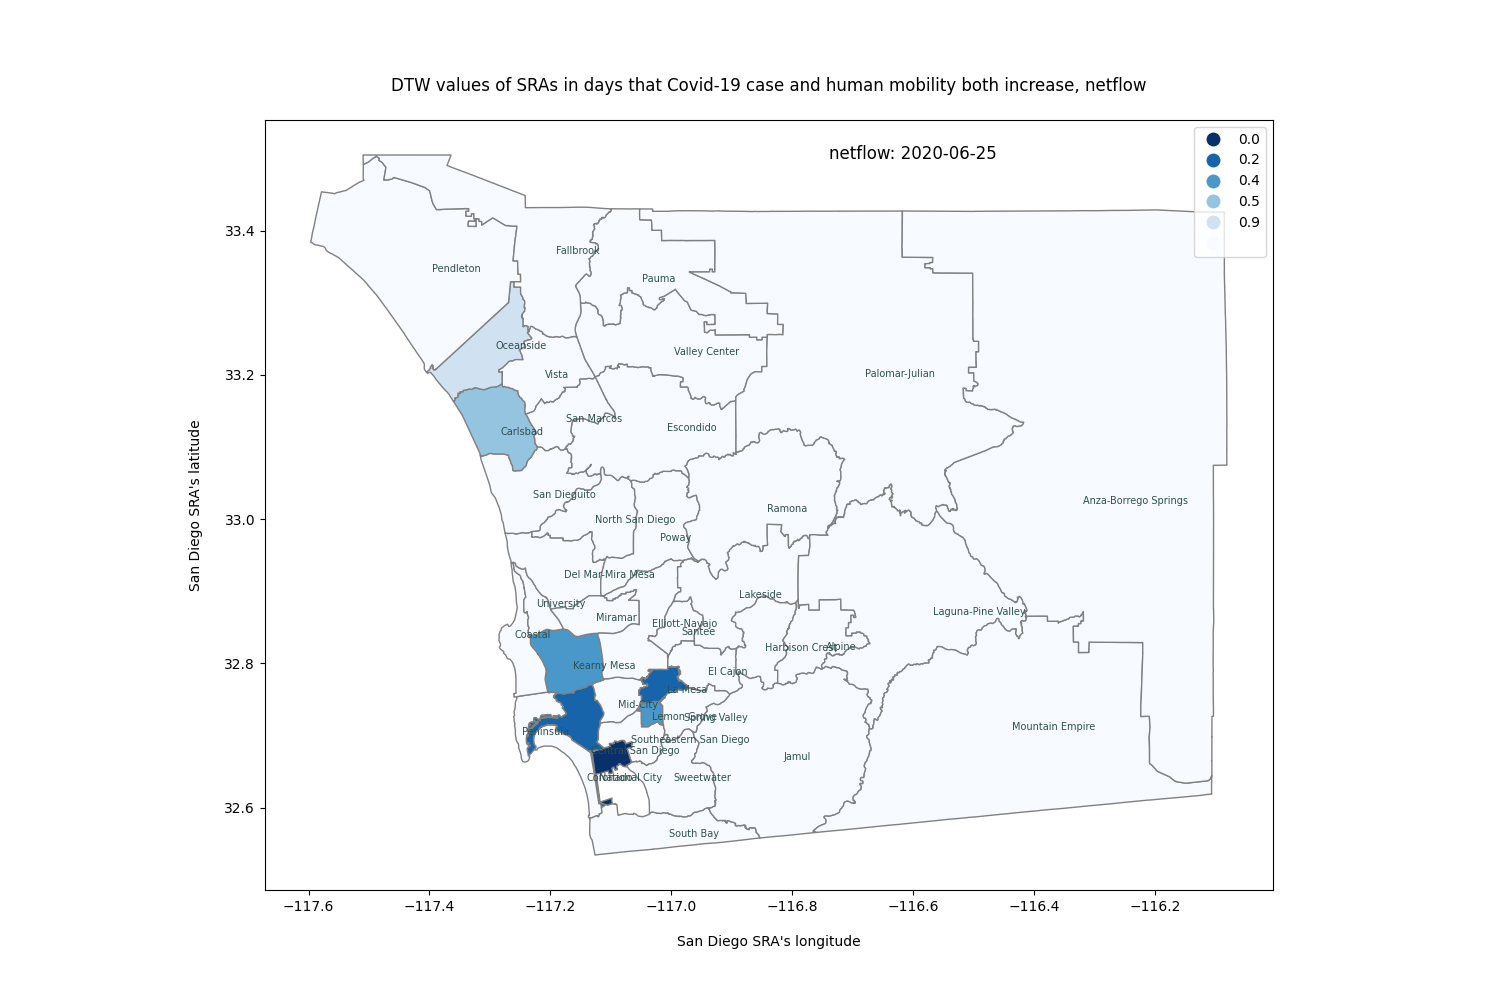 DTW values of SRAs in days that Covid-19 case and human mobility both increase, netflow
netflow: 2020-06-25
0.0
0.2
0.4
0.5
0.9
33.4
33.2
33.0
32.8
32.6
San Diego SRA's latitude
Pendleton
Fallbrook
Pauma
Oceanside
Valley Center
Vista
Palomar-Julian
San Marcos
Carlsbad
Escondido
San Dieguito
Anza-Borrego Springs
Ramona
North San Diego
Poway
Del Mar-Mira Mesa
Lakeside
University
Miramar
Laguna-Pine Valley
Elliott-Navajo
Santee
Coastal
Harbison Crest
Alpine
Kearny Mesa
El Cajon
La Mesa
Mid-City
Lemon Grove
Spring Valley
Mountain Empire
Peninsula
Southeastern San Diego
Central San Diego
Jamul
Coronado
National City
Sweetwater
South Bay
−117.6
−117.4
−117.2
−117.0
−116.8
−116.6
−116.4
−116.2
San Diego SRA's longitude